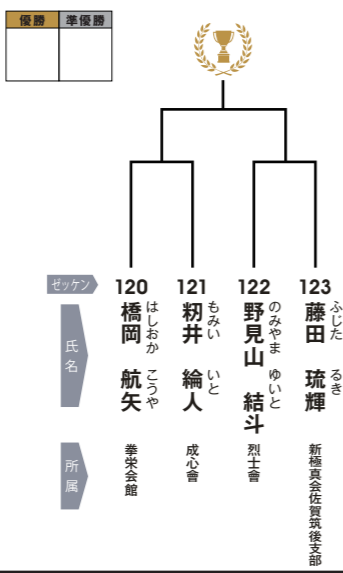 優勝 準優勝
ゼッケン 120 121 122 123
氏名
橋岡 航矢
はしおか こうや
籾井 綸人
もみい いと
野見山 結斗
のみやま ゆいと
藤田 琉輝
ふじた るき
所属
拳栄会館
成心會
烈士會
新極真会佐賀筑後支部